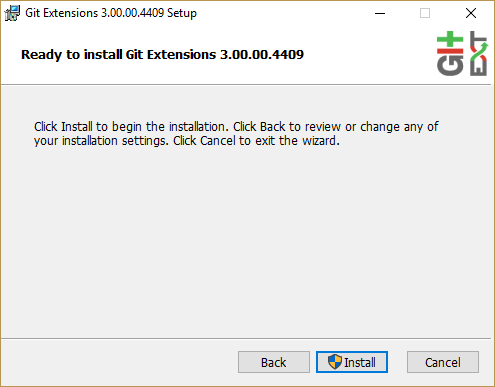 Git Extensions 3.00.00.4409 Setup
Ready to install Git Extensions 3.00.00.4409
Git
EXT
Click Install to begin the installation. Click Back to review or change any of
your installation settings. Click Cancel to exit the wizard.
Back
Install
Cancel